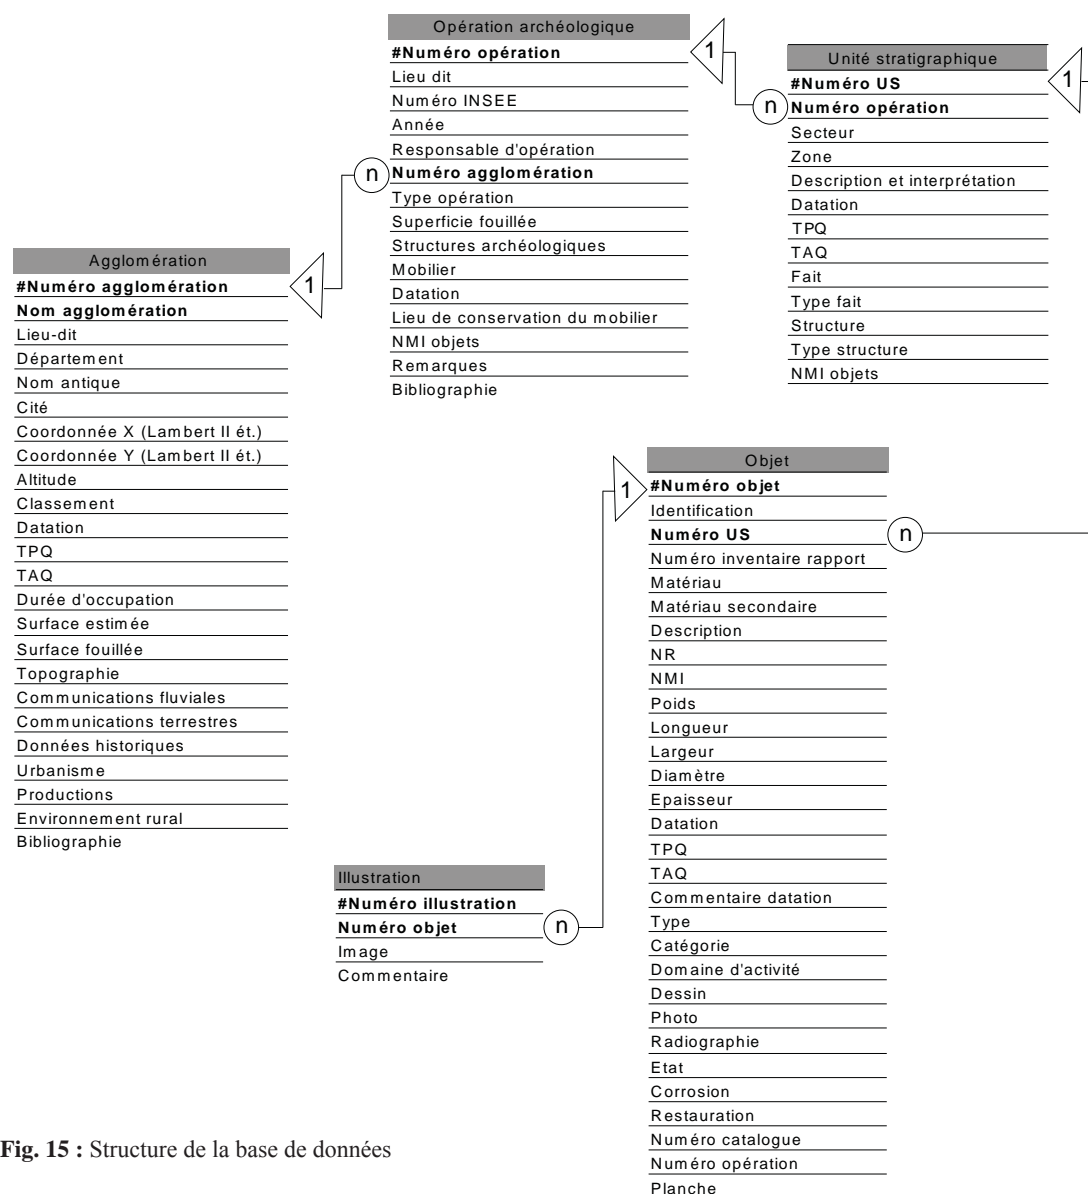 Opération archéologique
#Numéro opération
Lieu dit
Numéro INSEE
Année
Responsable d'opération
Numéro agglomération
Type opération
Superficie fouillée
Structures archéologiques
Mobilier
Datation
Lieu de conservation du mobilier
NMI objets
Remarques
Bibliographie
1
n
1
n
Unité stratigraphique
#Numéro US
Numéro opération
Secteur
Zone
Description et interprétation
Datation
TPQ
TAQ
Fait
Type fait
Structure
Type structure
NMI objets
1
Agglomération
#Numéro agglomération
Nom agglomération
Lieu-dit
Département
Nom antique
Cité
Coordonnée X (Lambert II ét.)
Coordonnée Y (Lambert II ét.)
Altitude
Classement
Datation
TPQ
TAQ
Durée d'occupation
Surface estimée
Surface fouillée
Topographie
Communications fluviales
Communications terrestres
Données historiques
Urbanisme
Productions
Environnement rural
Bibliographie
1
Objet
#Numéro objet
Identification
Numéro US
Numéro inventaire rapport
Matériau
Matériau secondaire
Description
NR
NMI
Poids
Longueur
Largeur
Diamètre
Epaisseur
Datation
TPQ
TAQ
Commentaire datation
Type
Catégorie
Domaine d'activité
Dessin
Photo
Radiographie
Etat
Corrosion
Restauration
Numéro catalogue
Numéro opération
Planche
n
Illustration
#Numéro illustration
Numéro objet
Image
Commentaire
n
Fig. 15 : Structure de la base de données